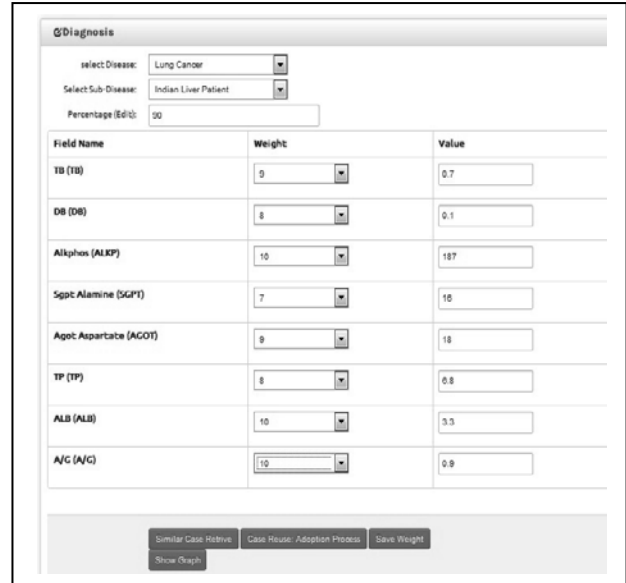 Diagnosis
select Disease: Lung Cancer
Select Sub-Disease: Indian Liver Patient
Percentage (Edit): 90
Field Name Weight Value
TB (TB) 9 0.7
DB (DB) 8 0.1
Alkphos (ALKP) 10 187
Sgpt Alamine (SGPT) 7 16
Agot Aspartate (AGOT) 9 18
TP (TP) 8 6.8
ALB (ALB) 10 3.3
A/G (A/G) 10 0.9
Similar Case Retrive Case Reuse: Adoption Process Save Weight
Show Graph